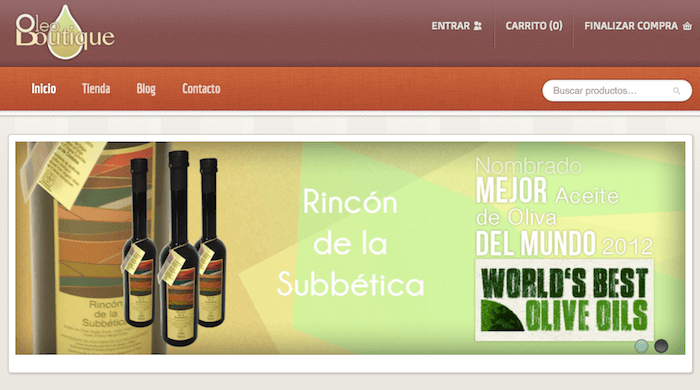 Oleo
Boutique
ENTRAR
CARRITO (0)
FINALIZAR COMPRA
Inicio
Tienda
Blog
Contacto
Buscar productos...
Rincón
de la
Subbética
Rincón
de la
Subbética
Nombrado
MEJOR Aceite
de Oliva
DEL MUNDO 2012
WORLD'S BEST
OLIVE OILS